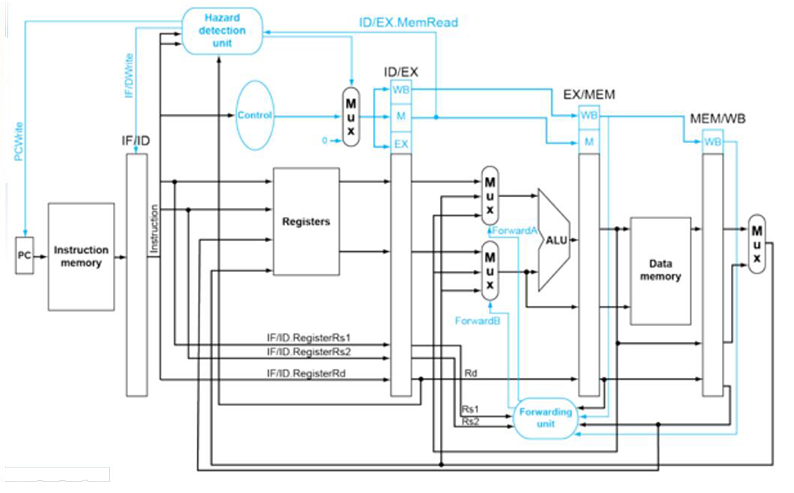 Hazard
detection
unit
ID/EX.MemRead
IF/DWrite
PCWrite
Control
M
u
x
0
ID/EX
WB
M
EX
EX/MEM
WB
M
MEM/WB
WB
IF/ID
PC
Instruction
memory
Instruction
Registers
M
u
x
ForwardA
M
u
x
ForwardB
ALU
Data
memory
M
u
x
IF/ID.RegisterRs1
IF/ID.RegisterRs2
IF/ID.RegisterRd
Rd
Rs1
Rs2
Forwarding
unit